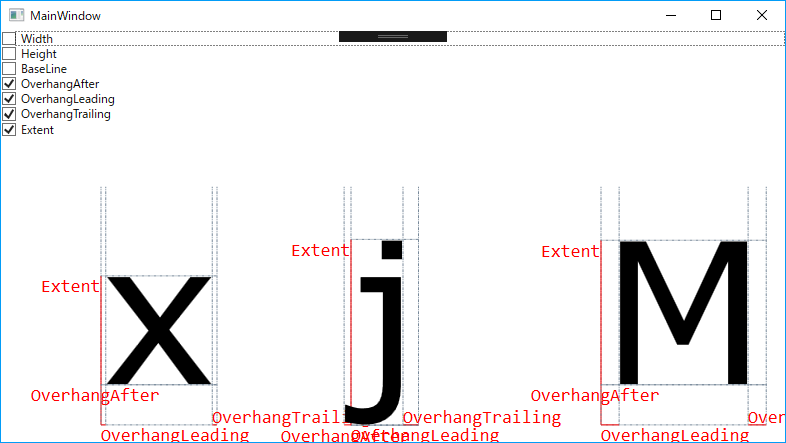 MainWindow
Width
Height
BaseLine
OverhangAfter
OverhangLeading
OverhangTrailing
Extent
Extent
Extent
Extent
x
j
M
OverhangAfter
OverhangAfter
OverhangTrailing
OverhangTrailing
Over
OverhangLeading
OverhangAfter
OverhangLeading
OverhangLeading